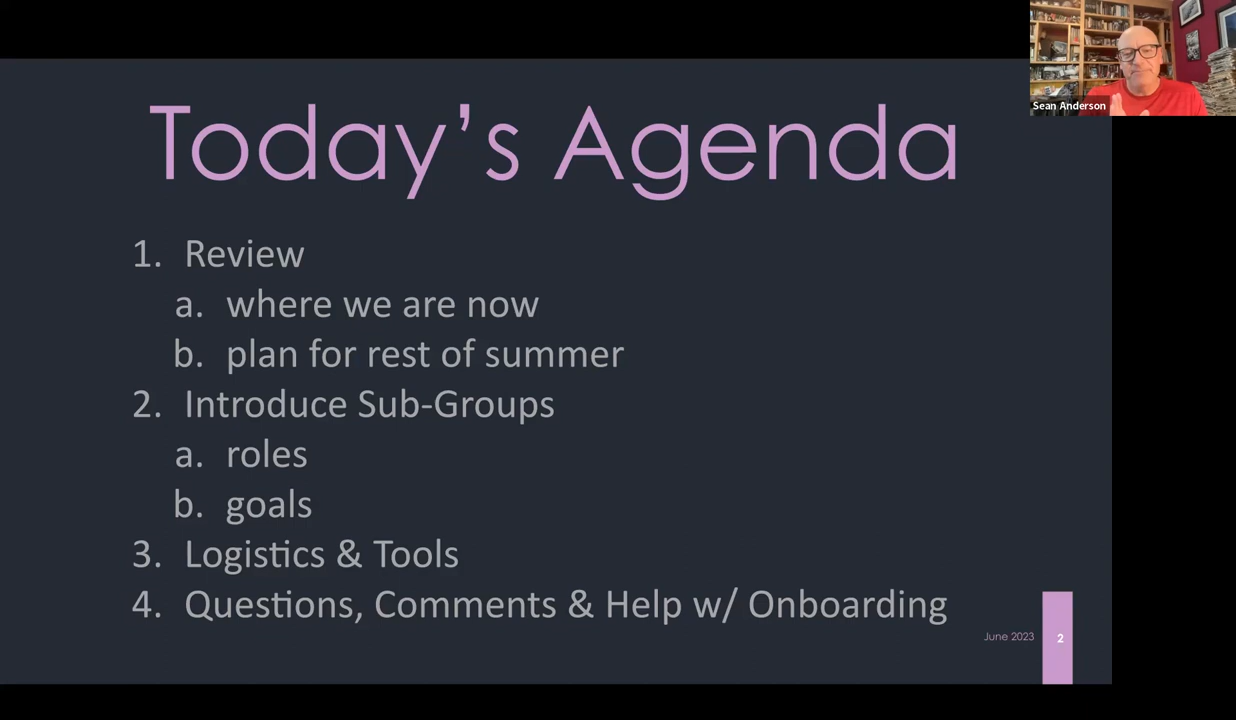 Sean Anderson
Today’s Agenda
1. Review
a. where we are now
b. plan for rest of summer
2. Introduce Sub-Groups
a. roles
b. goals
3. Logistics & Tools
4. Questions, Comments & Help w/ Onboarding
June 2023
2